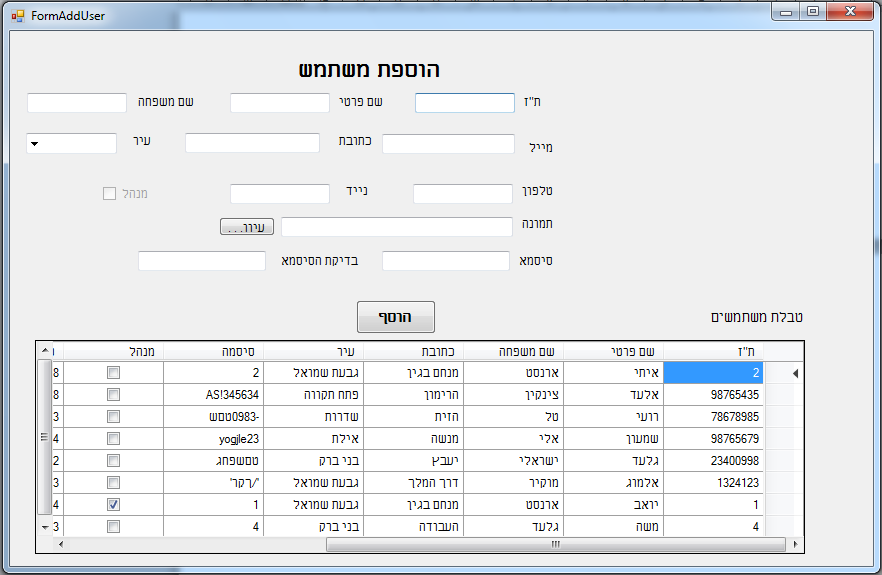 FormAddUser
הוספת משתמש
ת"ז שם פרטי שם משפחה
מייל כתובת עיר
טלפון נייד מנהל
תמונה עיון...
סיסמא בדיקת הסיסמא
הוסף
טבלת משתמשים
ת"ז שם פרטי שם משפחה כתובת עיר סיסמה מנהל
2 איתי ארנסט מנחם בגין גבעת שמואל 2 8
98765435 אלעד צינקין הרימון פתח תקווה AS!345634 8
78678985 רועי טל הזית שדרות -0983טםש 3
98765679 שמעון אלי מנשה אילת yogjle23 4
23400998 גלעד ישראלי יעבץ בני ברק טםשפחג 2
1324123 אלמוג מוקיר דרך המלך גבעת שמואל 3
1 יואב ארנסט מנחם בגין גבעת שמואל 1 4
4 משה גלעד העבודה בני ברק 4 3